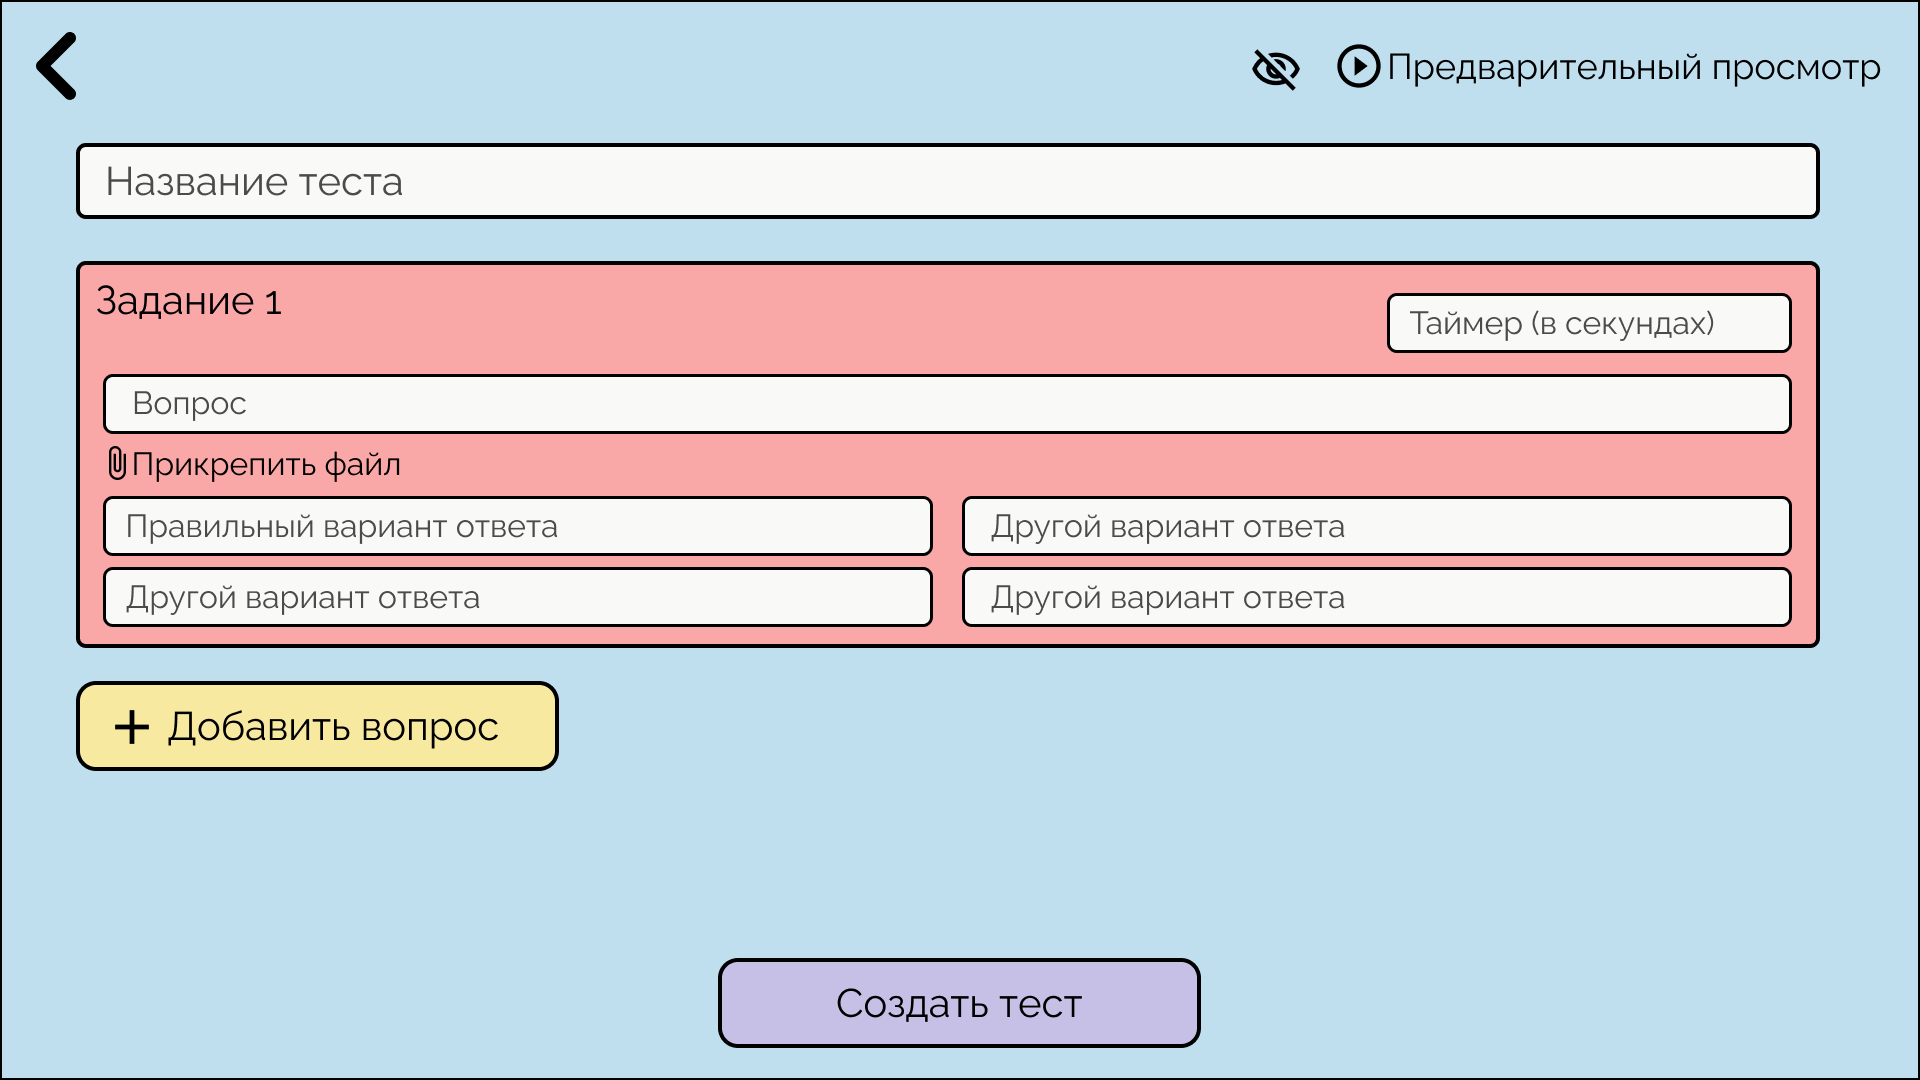 Предварительный просмотр
Название теста
Задание 1
Таймер (в секундах)
Вопрос
Прикрепить файл
Правильный вариант ответа
Другой вариант ответа
Другой вариант ответа
Другой вариант ответа
+ Добавить вопрос
Создать тест